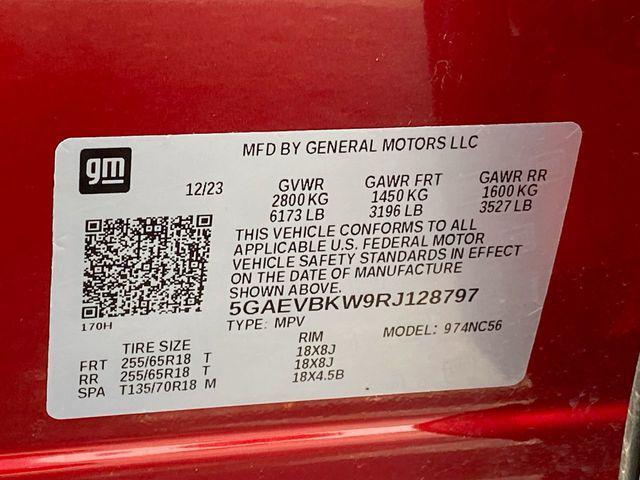 gm
MFD BY GENERAL MOTORS LLC
12/23 GVWR GAWR FRT GAWR RR
2800 KG 1450 KG 1600 KG
6173 LB 3196 LB 3527 LB
THIS VEHICLE CONFORMS TO ALL
APPLICABLE U.S. FEDERAL MOTOR
VEHICLE SAFETY STANDARDS IN EFFECT
ON THE DATE OF MANUFACTURE
SHOWN ABOVE.
5GAEVBKW9RJ128797
170H
TYPE: MPV MODEL: 974NC56
TIRE SIZE RIM
FRT 255/65R18 T 18X8J
RR 255/65R18 T 18X8J
SPA T135/70R18 M 18X4.5B